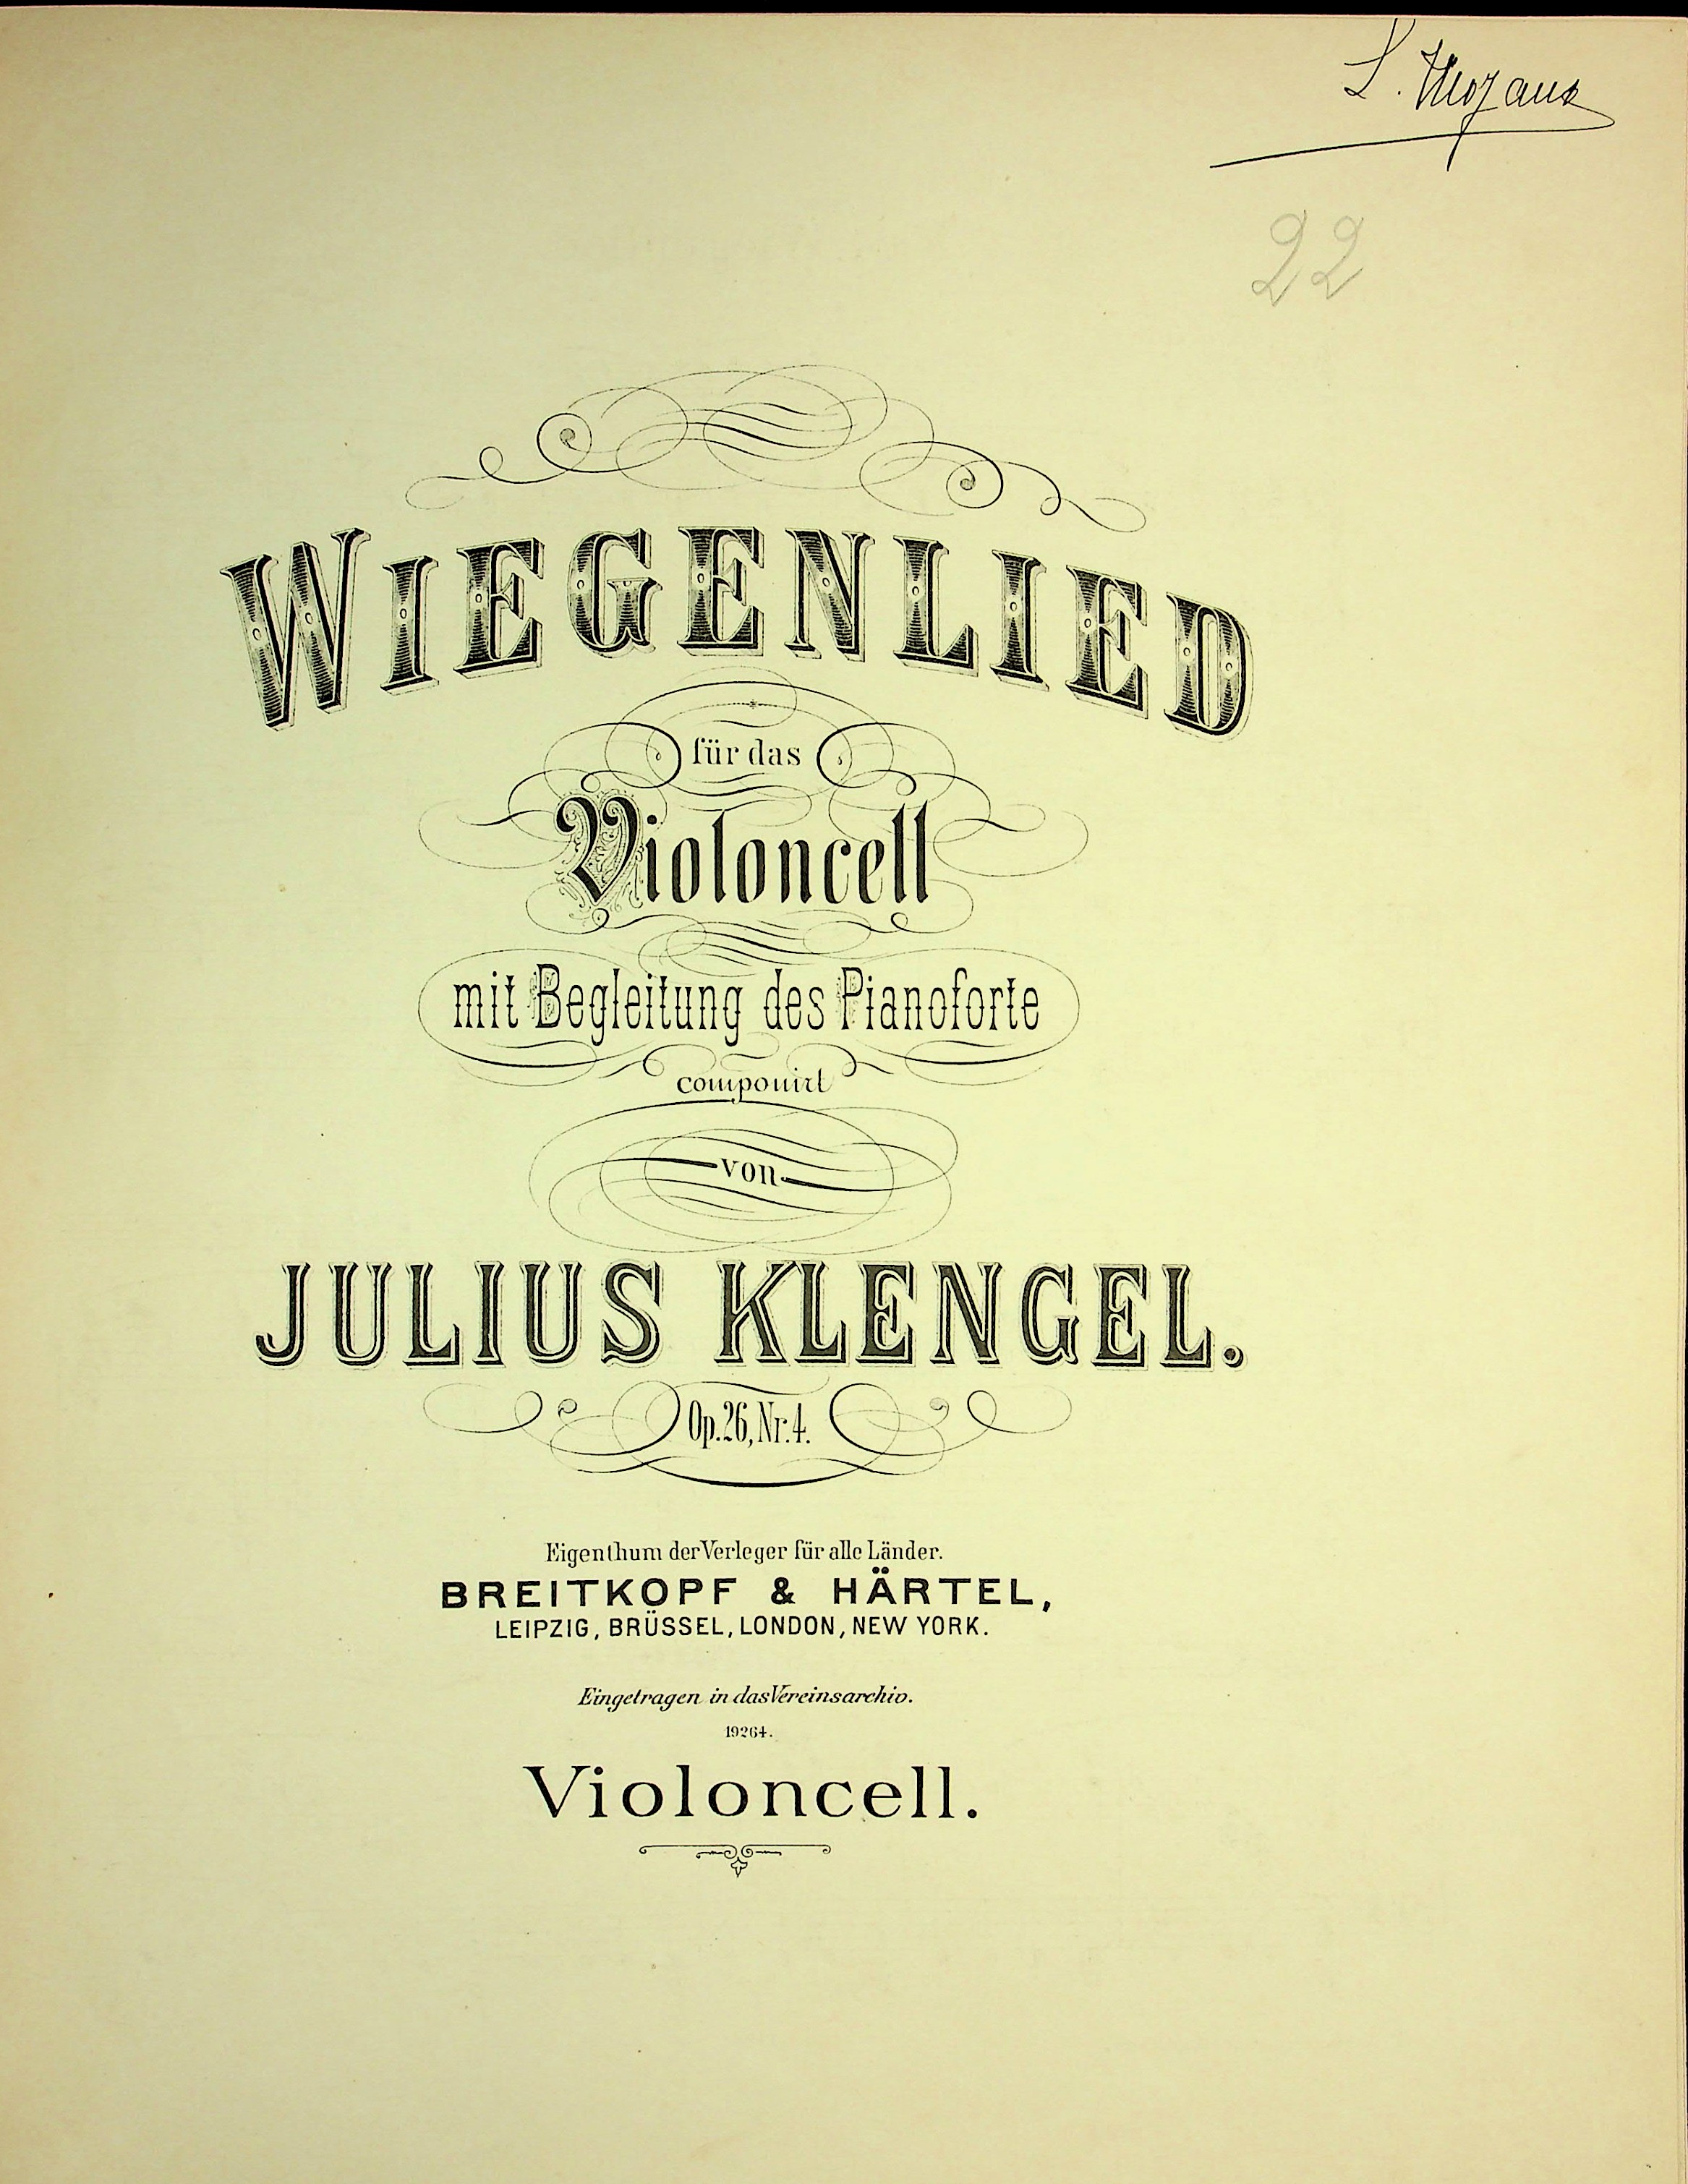 22
WIEGENLIED
für das
Violoncell
mit Begleitung des Pianoforte
componirt
von
JULIUS KLENGEL.
Op. 26, Nr. 4.
Eigenthum der Verleger für alle Länder.
BREITKOPF & HÄRTEL,
LEIPZIG, BRÜSSEL, LONDON, NEW YORK.
Eingetragen in das Vereinsarchiv.
19264.
Violoncell.